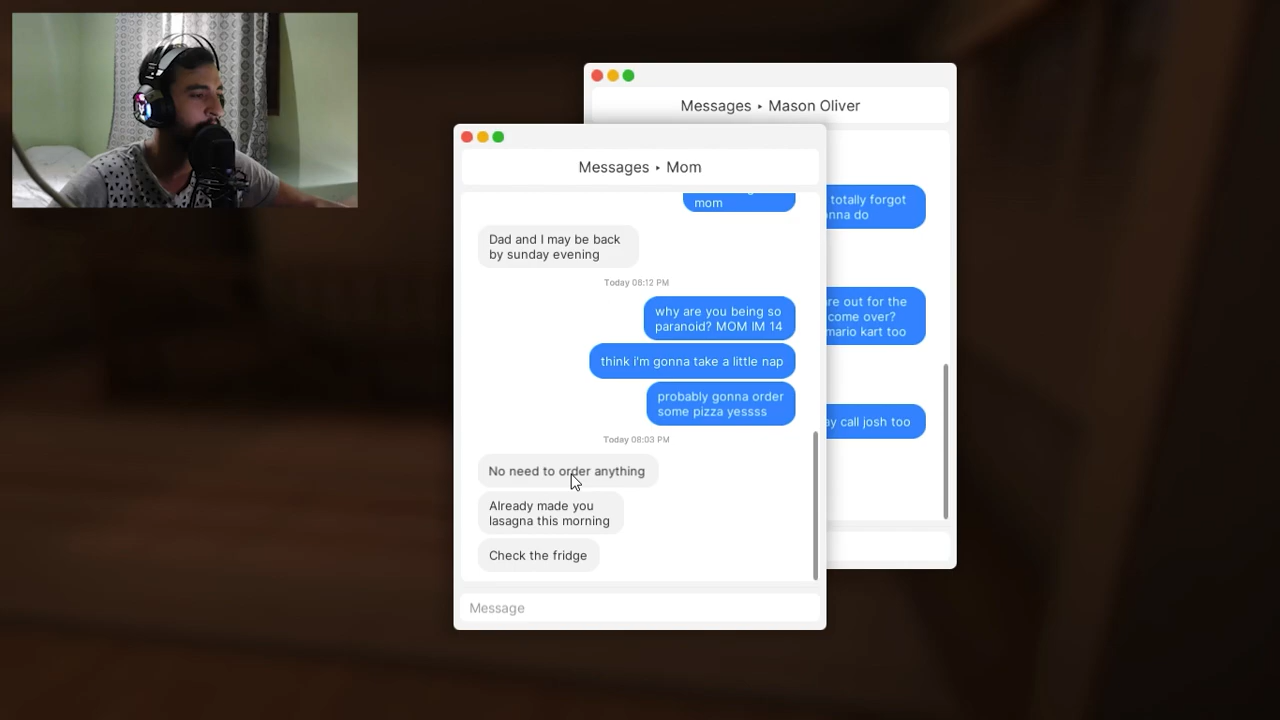 Messages ▸ Mason Oliver
totally forgot
nna do
re out for the
come over?
mario kart too
ay call josh too
Messages ▸ Mom
mom
Dad and I may be back
by sunday evening
Today 08:12 PM
why are you being so
paranoid? MOM IM 14
think i'm gonna take a little nap
probably gonna order
some pizza yessss
Today 08:03 PM
No need to order anything
Already made you
lasagna this morning
Check the fridge
Message